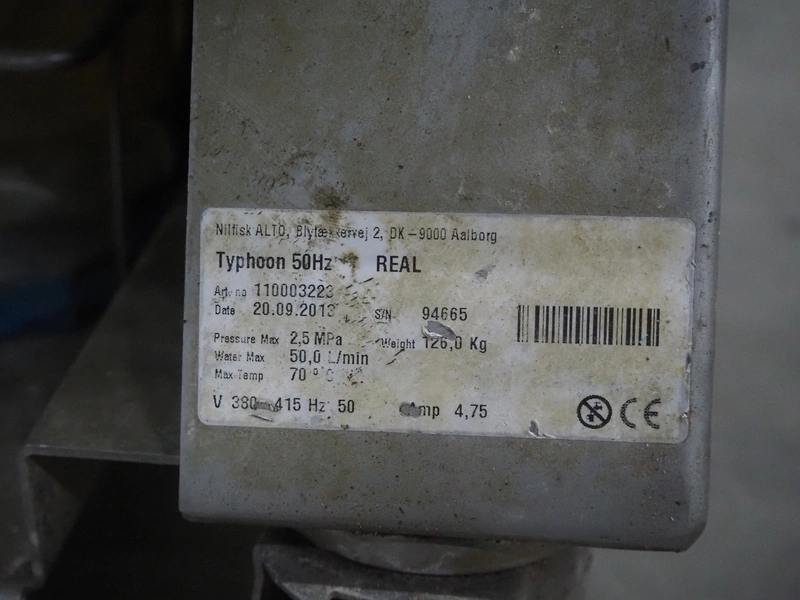 Nilfisk ALTO, Blytækkervej 2, DK-9000 Aalborg
Typhoon 50Hz REAL
Art. no 110003223
Date 20.09.2013 S/N 94665
Pressure Max 2,5 MPa Weight 126,0 Kg
Water Max 50,0 L/min
Max Temp 70 °C
V 380 415 Hz 50 Amp 4,75
CE